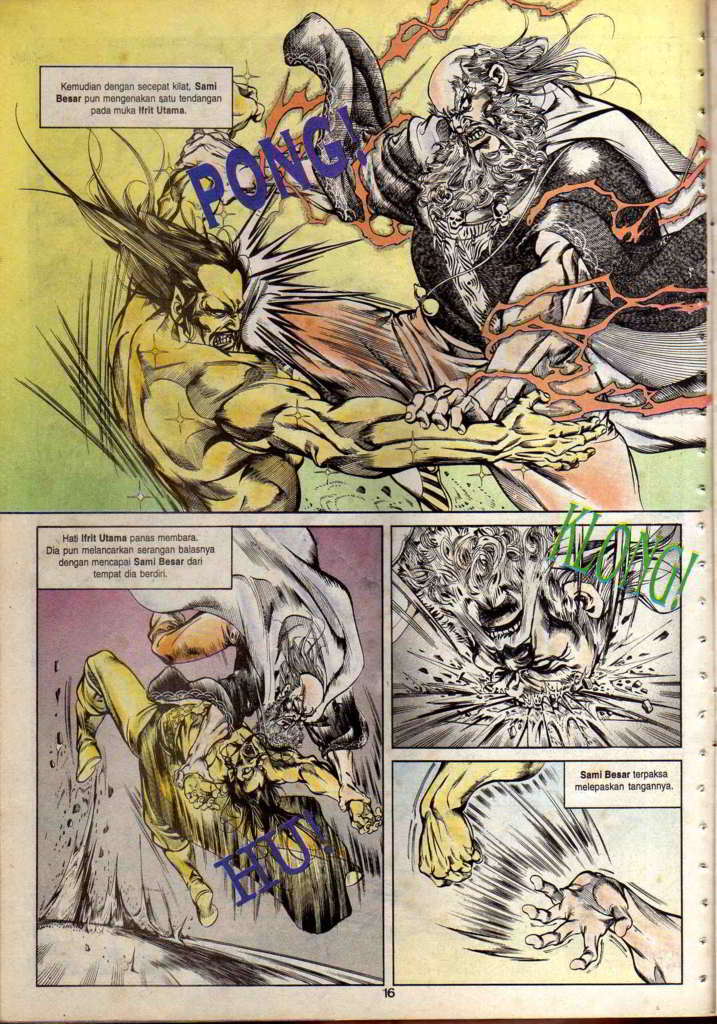 Kemudian dengan secepat kilat, Sami
Besar pun mengenakan satu tendangan
pada muka Ifrit Utama.
PONG!
Hati Ifrit Utama panas membara.
Dia pun melancarkan serangan balasnya
dengan mencapai Sami Besar dari
tempat dia berdiri.
HU!
KLONG!
Sami Besar terpaksa
melepaskan tangannya.
16